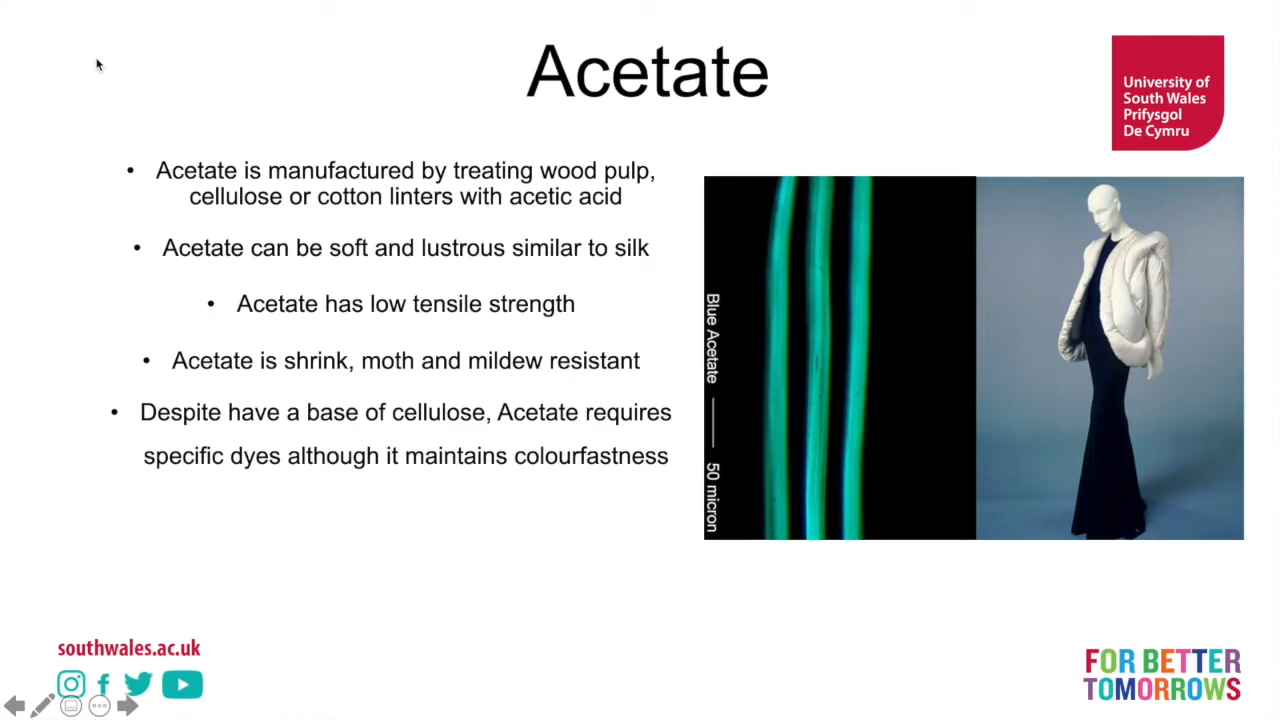 Acetate
University of
South Wales
Prifysgol
De Cymru
• Acetate is manufactured by treating wood pulp,
cellulose or cotton linters with acetic acid
• Acetate can be soft and lustrous similar to silk
• Acetate has low tensile strength
• Acetate is shrink, moth and mildew resistant
• Despite have a base of cellulose, Acetate requires
specific dyes although it maintains colourfastness
Blue Acetate
50 micron
southwales.ac.uk
FOR BETTER
TOMORROWS